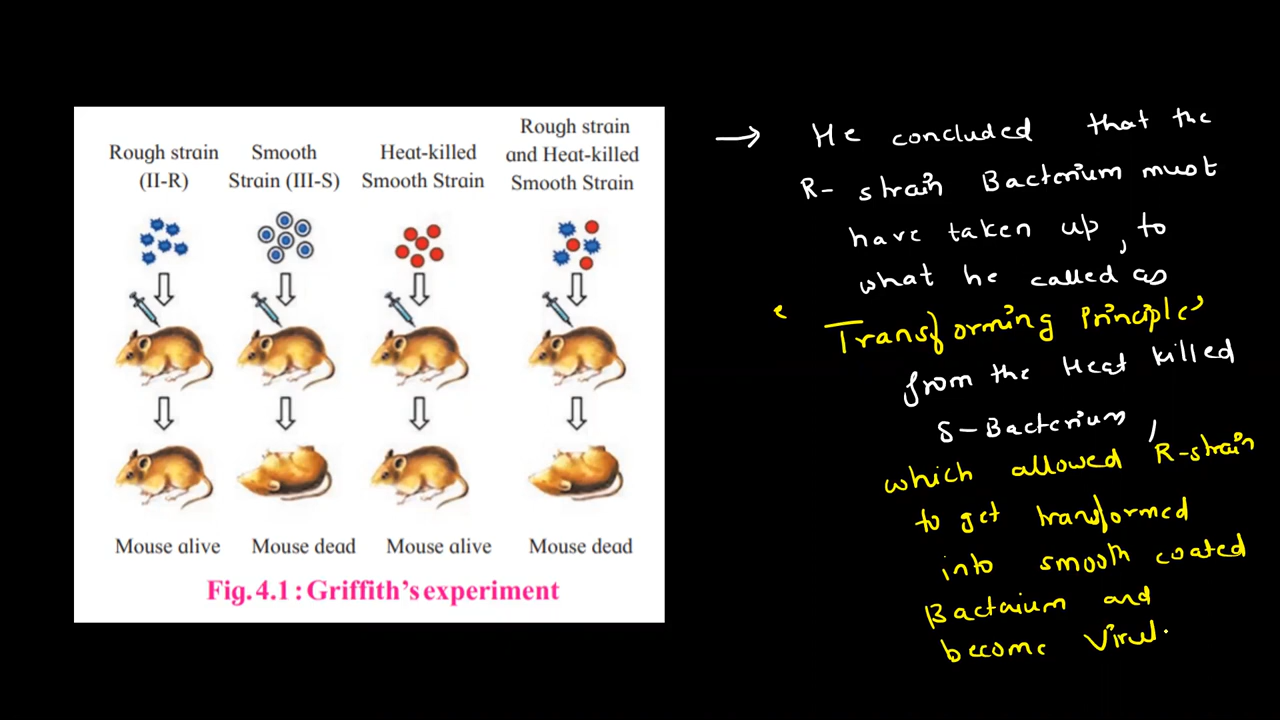 Rough strain
(II-R)
Smooth
Strain (III-S)
Heat-killed
Smooth Strain
Rough strain
and Heat-killed
Smooth Strain
Mouse alive
Mouse dead
Mouse alive
Mouse dead
Fig. 4.1 : Griffith's experiment
→ He concluded that the
R- strain Bacterium must
have taken up, to
what he called as
‘Transforming Principle’
from the Heat killed
S-Bacterium,
which allowed R-strain
to get transformed
into smooth coated
Bactaium and
become Virul.